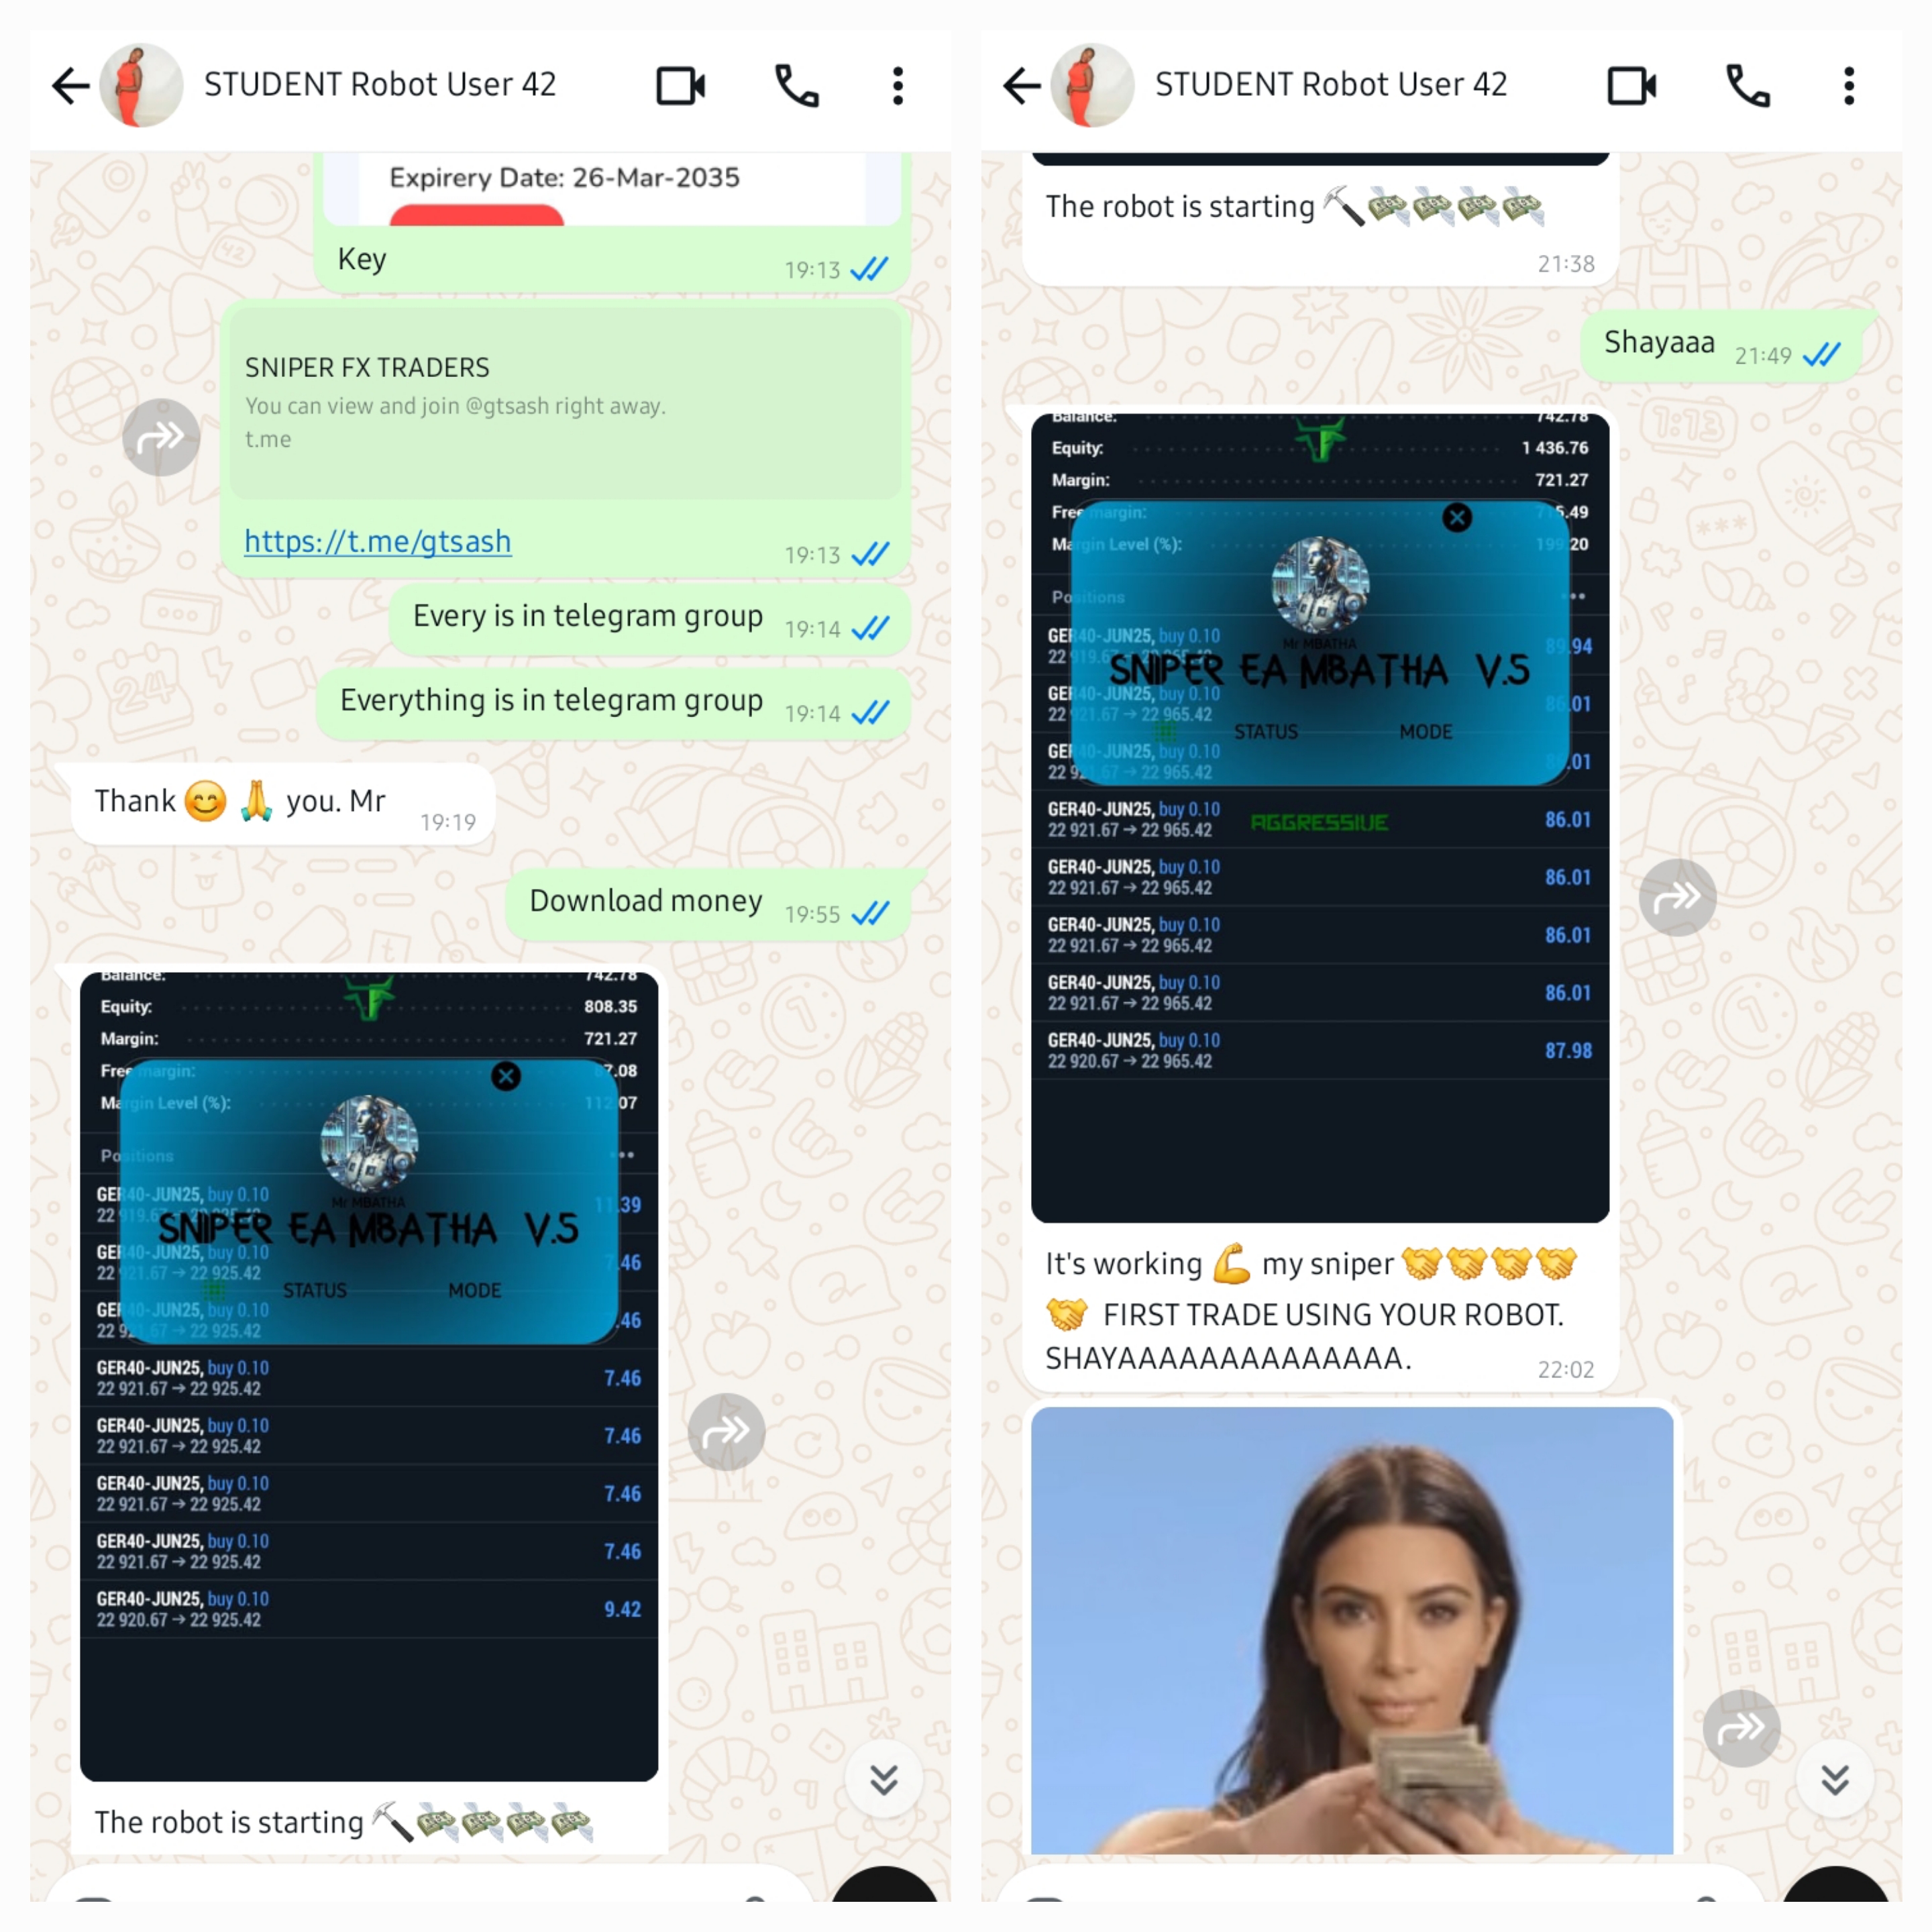 STUDENT Robot User 42
Expirery Date: 26-Mar-2035
Key
19:13
SNIPER FX TRADERS
You can view and join @gtsash right away.
t.me
https://t.me/gtsash
19:13
Every is in telegram group 19:14
Everything is in telegram group 19:14
Thank 😊 🙏 you. Mr 19:19
Download money 19:55
Balance: 742.78
Equity: 808.35
Margin: 721.27
Free margin: 7.08
Margin Level (%): 112.07
Positions
GER40-JUN25, buy 0.10 11.39
Mr MBATHA
SNIPER EA MBATHA V.5
GER40-JUN25, buy 0.10
22 921.67 → 22 925.42 7.46
STATUS MODE
GER40-JUN25, buy 0.10
22 921.67 → 22 925.42 .46
GER40-JUN25, buy 0.10 7.46
22 921.67 → 22 925.42
GER40-JUN25, buy 0.10 7.46
22 921.67 → 22 925.42
GER40-JUN25, buy 0.10 7.46
22 921.67 → 22 925.42
GER40-JUN25, buy 0.10 7.46
22 921.67 → 22 925.42
GER40-JUN25, buy 0.10 9.42
22 920.67 → 22 925.42
The robot is starting 🔨💸💸💸💸
STUDENT Robot User 42
The robot is starting 🔨💸💸💸💸
21:38
Shayaaa 21:49
Balance: 742.78
Equity: 1 436.76
Margin: 721.27
Free margin: 715.49
Margin Level (%): 199.20
Positions
GER40-JUN25, buy 0.10 89.94
Mr MBATHA
SNIPER EA MBATHA V.5
GER40-JUN25, buy 0.10
22 921.67 → 22 965.42 86.01
STATUS MODE
GER40-JUN25, buy 0.10
22 921.67 → 22 965.42 .01
GER40-JUN25, buy 0.10 86.01
22 921.67 → 22 965.42
AGGRESSIVE
GER40-JUN25, buy 0.10 86.01
22 921.67 → 22 965.42
GER40-JUN25, buy 0.10 86.01
22 921.67 → 22 965.42
GER40-JUN25, buy 0.10 86.01
22 921.67 → 22 965.42
GER40-JUN25, buy 0.10 87.98
22 920.67 → 22 965.42
It's working 💪 my sniper 🤝🤝🤝🤝
🤝 FIRST TRADE USING YOUR ROBOT.
SHAYAAAAAAAAAAAAAA.
22:02